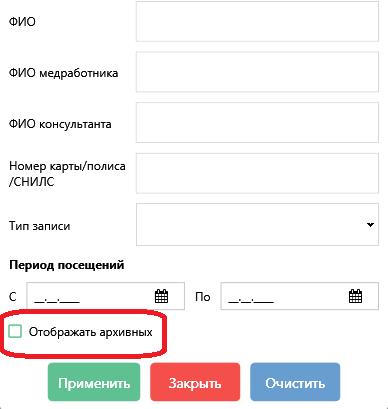 ФИО
ФИО медработника
ФИО консультанта
Номер карты/полиса
/СНИЛС
Тип записи
Период посещений
С __.__.____ По __.__.____
Отображать архивных
Применить Закрыть Очистить